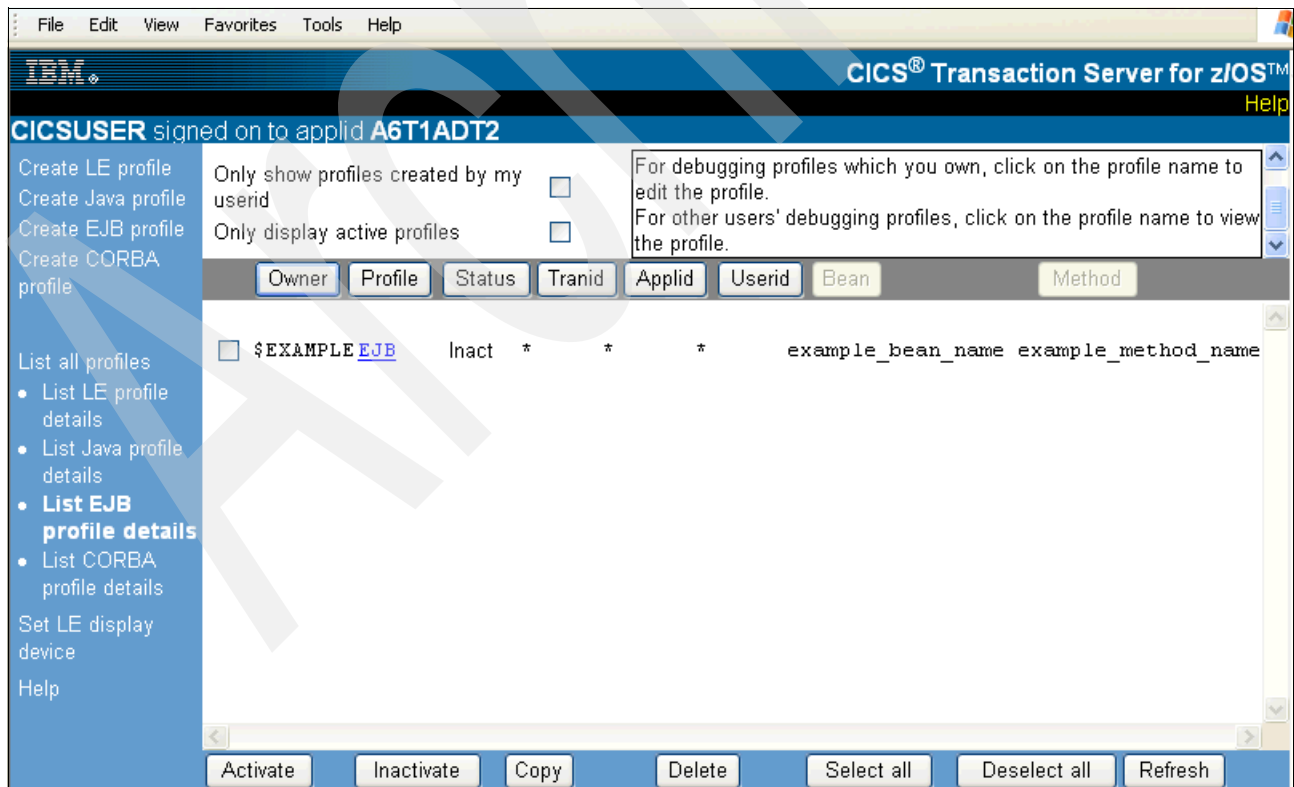 File Edit View Favorites Tools Help
IBM® CICS® Transaction Server for z/OS™
Help
CICSUSER signed on to applid A6T1ADT2
Create LE profile
Create Java profile
Create EJB profile
Create CORBA
profile
List all profiles
• List LE profile
details
• List Java profile
details
• List EJB
profile details
• List CORBA
profile details
Set LE display
device
Help
Only show profiles created by my
userid
Only display active profiles
For debugging profiles which you own, click on the profile name to
edit the profile.
For other users' debugging profiles, click on the profile name to view
the profile.
Owner Profile Status Tranid Applid Userid Bean Method
$EXAMPLE EJB Inact * * * example_bean_name example_method_name
Activate Inactivate Copy Delete Select all Deselect all Refresh